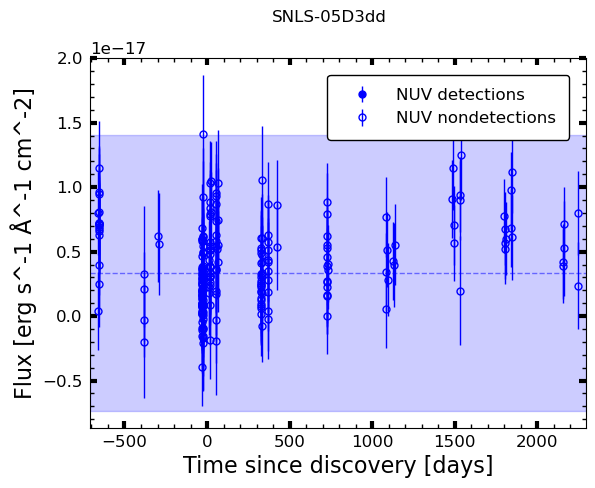 SNLS-05D3dd
1e−17
2.0
1.5
1.0
0.5
0.0
−0.5
Flux [erg s^-1 Å^-1 cm^-2]
NUV detections
NUV nondetections
−500 0 500 1000 1500 2000
Time since discovery [days]